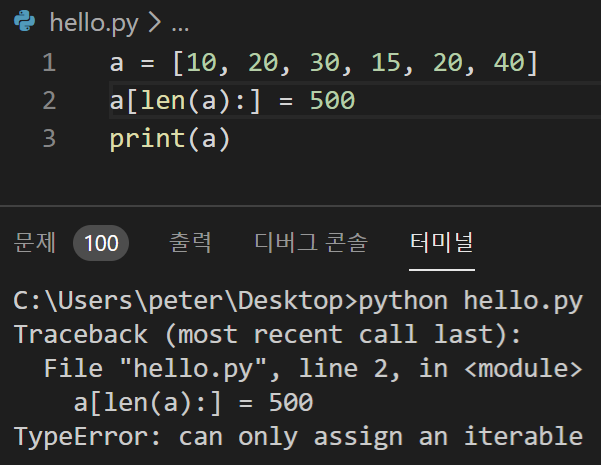 hello.py > ...
1 a = [10, 20, 30, 15, 20, 40]
2 a[len(a):] = 500
3 print(a)
문제 100 출력 디버그 콘솔 터미널
C:\Users\peter\Desktop>python hello.py
Traceback (most recent call last):
  File "hello.py", line 2, in <module>
    a[len(a):] = 500
TypeError: can only assign an iterable